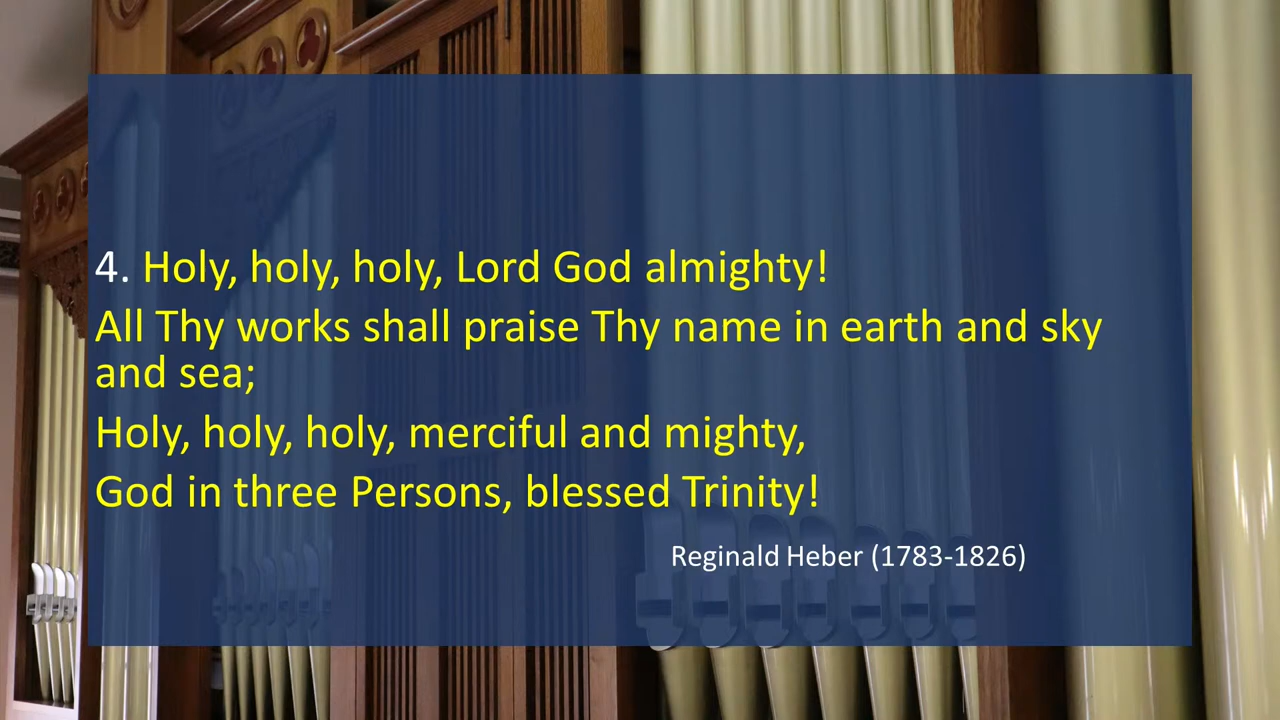 4. Holy, holy, holy, Lord God almighty!
All Thy works shall praise Thy name in earth and sky
and sea;
Holy, holy, holy, merciful and mighty,
God in three Persons, blessed Trinity!
Reginald Heber (1783-1826)